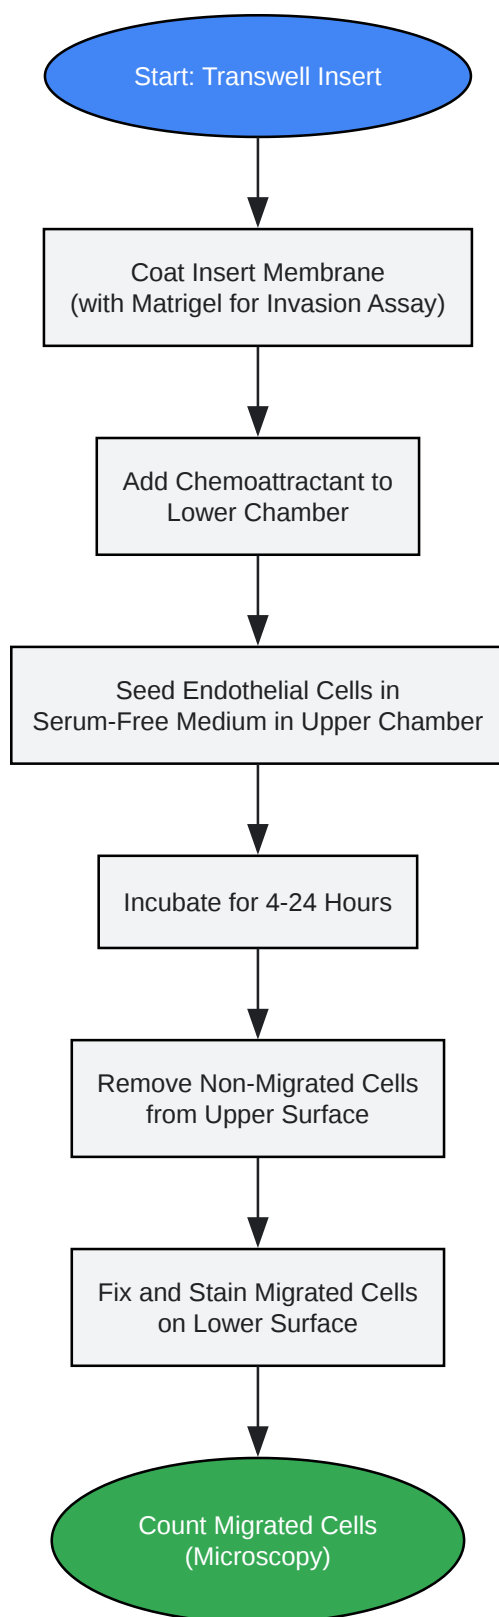 Start: Transwell Insert
Coat Insert Membrane
(with Matrigel for Invasion Assay)
Add Chemoattractant to
Lower Chamber
Seed Endothelial Cells in
Serum-Free Medium in Upper Chamber
Incubate for 4-24 Hours
Remove Non-Migrated Cells
from Upper Surface
Fix and Stain Migrated Cells
on Lower Surface
Count Migrated Cells
(Microscopy)